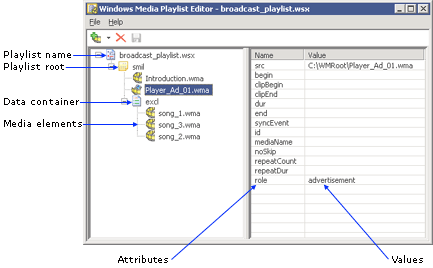 Windows Media Playlist Editor - broadcast_playlist.wsx
File Help
Playlist name
broadcast_playlist.wsx
Playlist root
smil
Introduction.wma
Player_Ad_01.wma
Data container
excl
song_1.wma
Media elements
song_3.wma
song_2.wma
Name Value
src C:\WMRoot\Player_Ad_01.wma
begin
clipBegin
clipEnd
dur
end
syncEvent
id
mediaName
noSkip
repeatCount
repeatDur
role advertisement
Attributes
Values